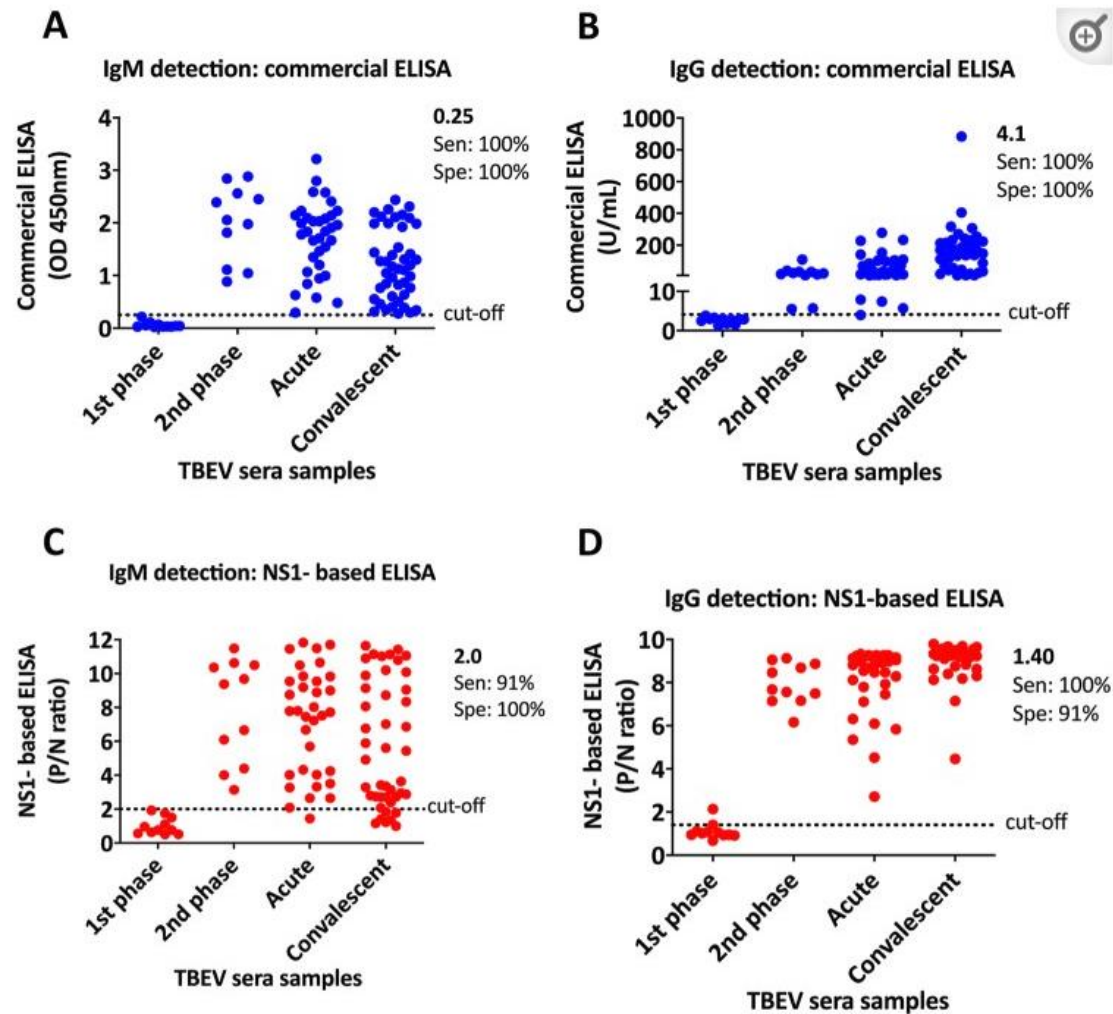 A
IgM detection: commercial ELISA
Commercial ELISA
(OD 450nm)
4
3
2
1
0
0.25
Sen: 100%
Spe: 100%
cut-off
1st phase
2nd phase
Acute
Convalescent
TBEV sera samples
B
IgG detection: commercial ELISA
Commercial ELISA
(U/mL)
1000
800
600
400
200
10
0
4.1
Sen: 100%
Spe: 100%
cut-off
1st phase
2nd phase
Acute
Convalescent
TBEV sera samples
C
IgM detection: NS1- based ELISA
NS1- based ELISA
(P/N ratio)
12
10
8
6
4
2
0
2.0
Sen: 91%
Spe: 100%
cut-off
1st phase
2nd phase
Acute
Convalescent
TBEV sera samples
D
IgG detection: NS1-based ELISA
NS1- based ELISA
(P/N ratio)
10
8
6
4
2
0
1.40
Sen: 100%
Spe: 91%
cut-off
1st phase
2nd phase
Acute
Convalescent
TBEV sera samples